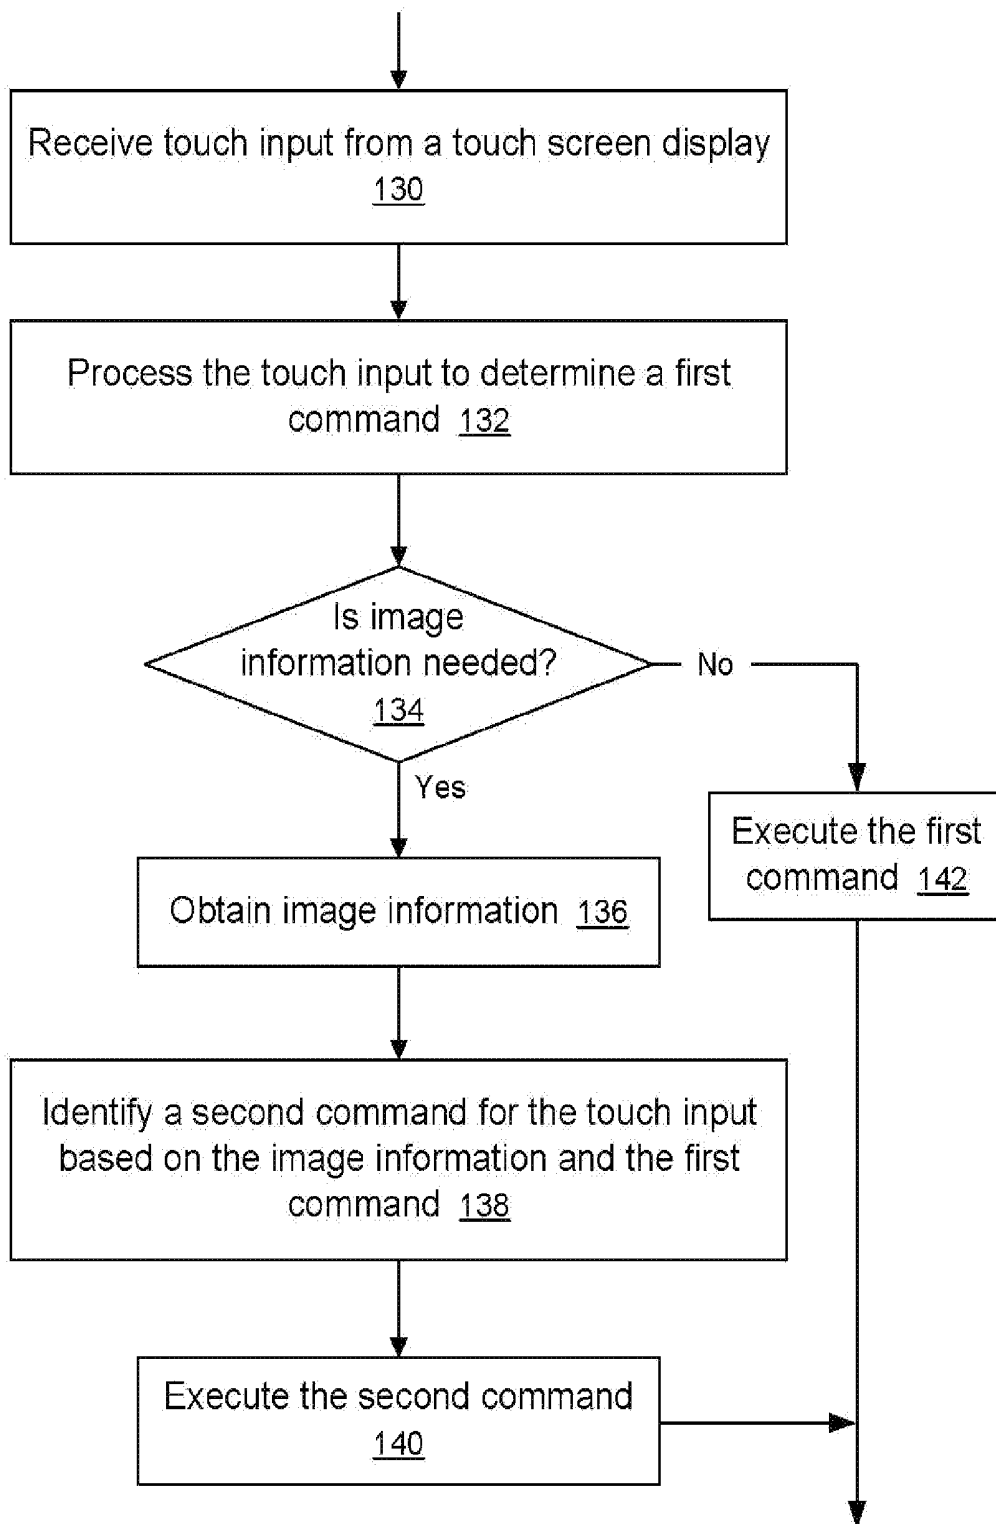 Receive touch input from a touch screen display
130
Process the touch input to determine a first
command 132
Is image
information needed?
134
No
Yes
Execute the first
command 142
Obtain image information 136
Identify a second command for the touch input
based on the image information and the first
command 138
Execute the second command
140